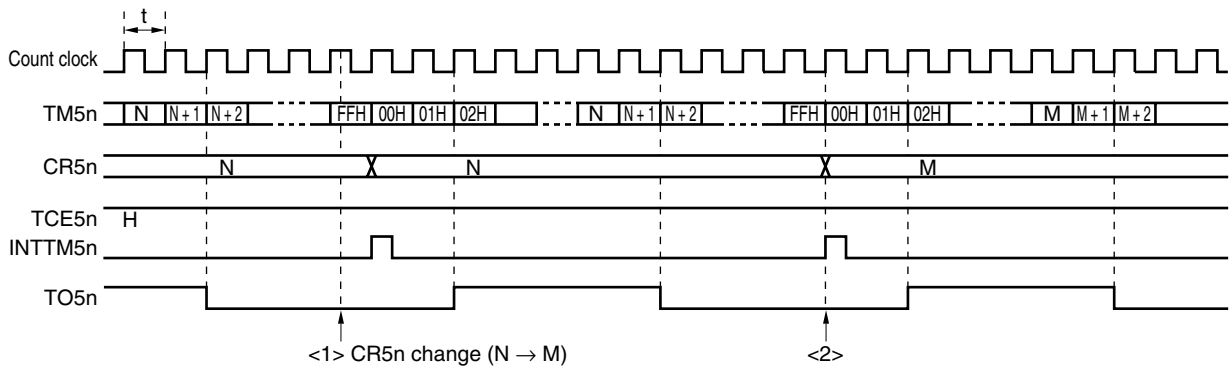 t
Count clock
TM5n N N + 1 N + 2 FFH 00H 01H 02H N N + 1 N + 2 FFH 00H 01H 02H M M + 1 M + 2
CR5n N N M
TCE5n H
INTTM5n
TO5n
<1> CR5n change (N → M) <2>